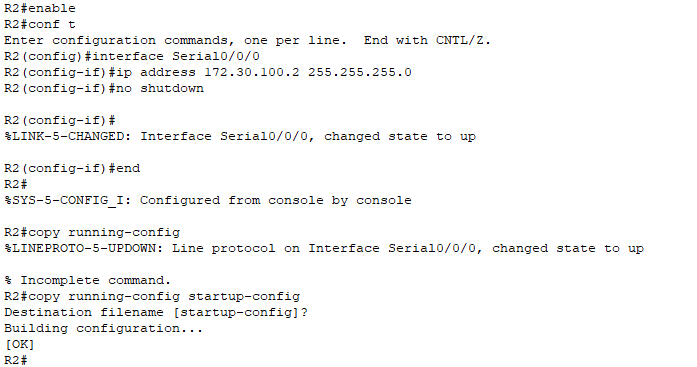 R2#enable
R2#conf t
Enter configuration commands, one per line.  End with CNTL/Z.
R2(config)#interface Serial0/0/0
R2(config-if)#ip address 172.30.100.2 255.255.255.0
R2(config-if)#no shutdown
R2(config-if)#
%LINK-5-CHANGED: Interface Serial0/0/0, changed state to up
R2(config-if)#end
R2#
%SYS-5-CONFIG_I: Configured from console by console
R2#copy running-config
%LINEPROTO-5-UPDOWN: Line protocol on Interface Serial0/0/0, changed state to up
% Incomplete command.
R2#copy running-config startup-config
Destination filename [startup-config]?
Building configuration...
[OK]
R2#